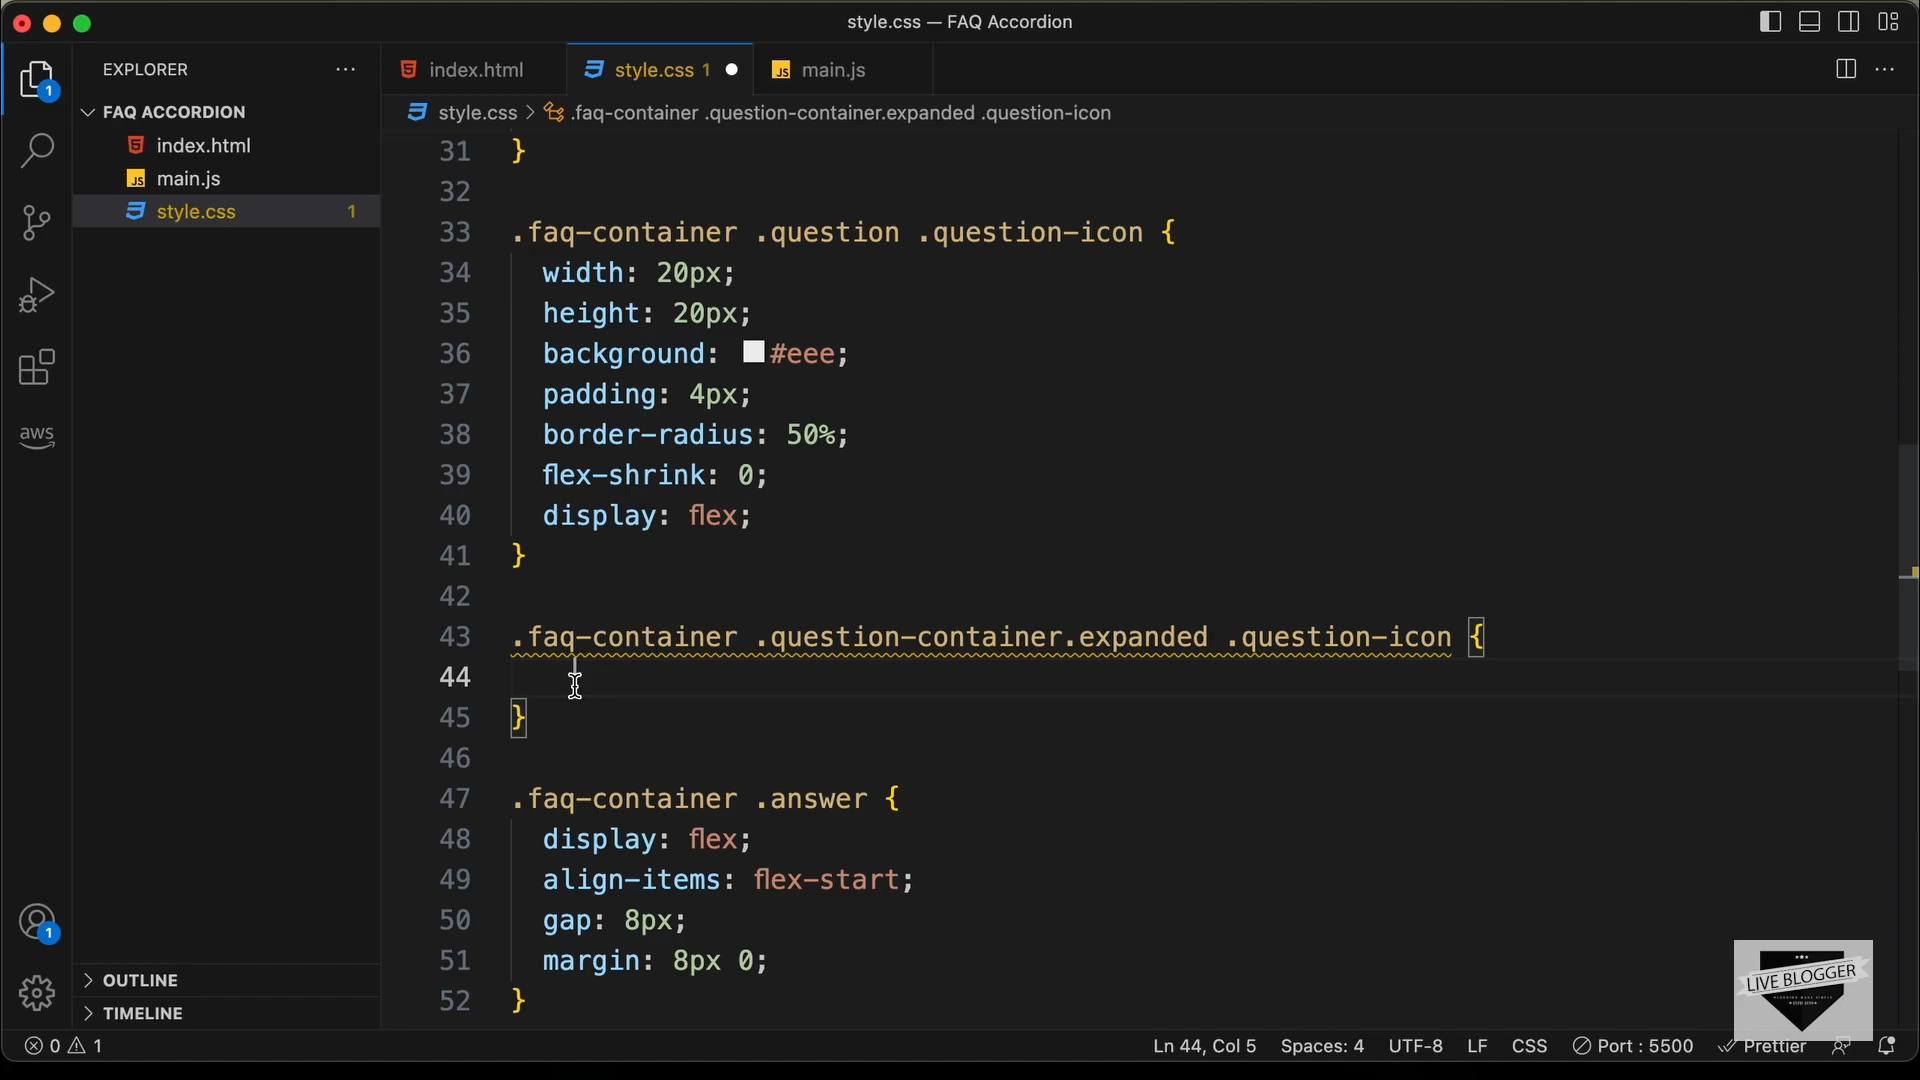 style.css — FAQ Accordion
EXPLORER
index.html
style.css 1
main.js
FAQ ACCORDION
style.css > .faq-container .question-container.expanded .question-icon
1
index.html
main.js
style.css 1
31 }
32
33 .faq-container .question .question-icon {
34 width: 20px;
35 height: 20px;
36 background: #eee;
37 padding: 4px;
38 border-radius: 50%;
39 flex-shrink: 0;
40 display: flex;
41 }
42
43 .faq-container .question-container.expanded .question-icon {
44
45 }
46
47 .faq-container .answer {
48 display: flex;
49 align-items: flex-start;
50 gap: 8px;
51 margin: 8px 0;
52 }
aws
1
OUTLINE
TIMELINE
LIVE BLOGGER
0 1
Ln 44, Col 5 Spaces: 4 UTF-8 LF CSS Port : 5500 Prettier